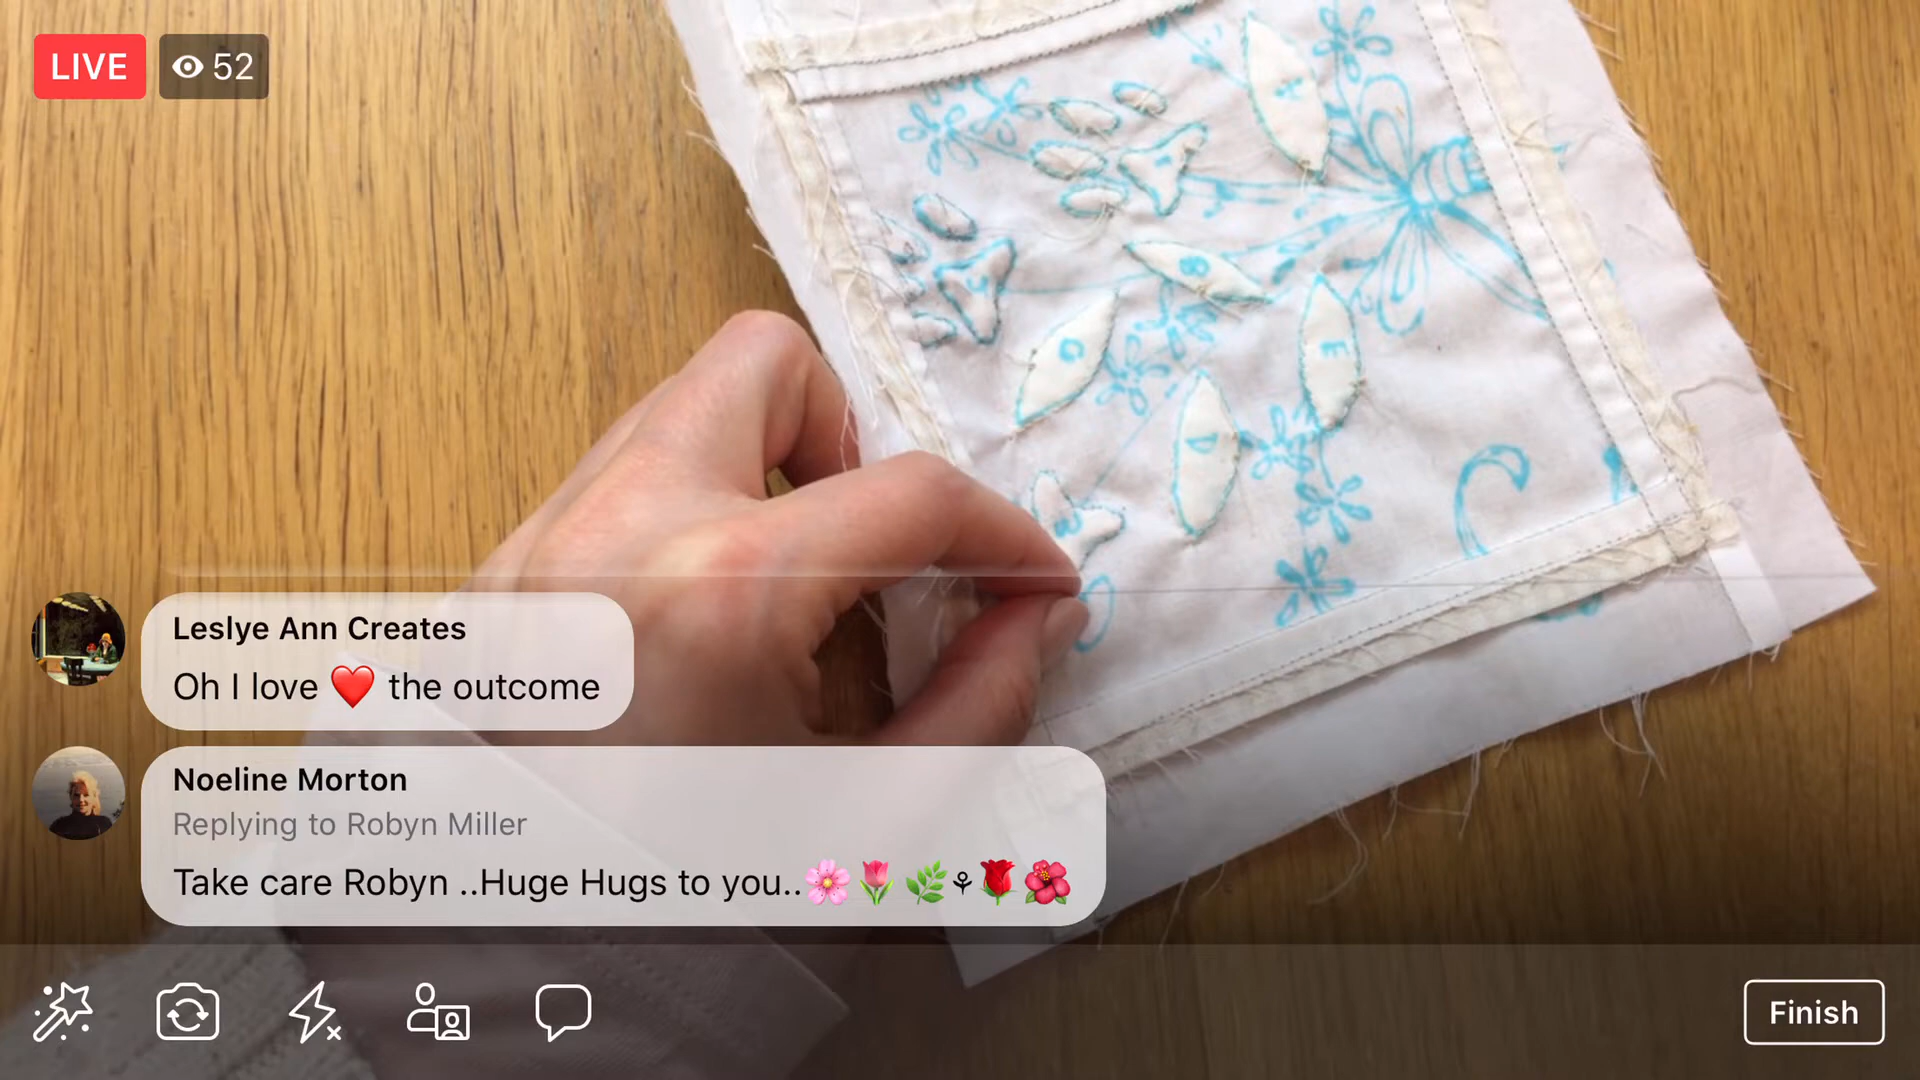 LIVE 52
Leslye Ann Creates
Oh I love ❤️ the outcome
Noeline Morton
Replying to Robyn Miller
Take care Robyn ..Huge Hugs to you..🌸🌷🌿⚘🌹🌺
Finish
B
E
D